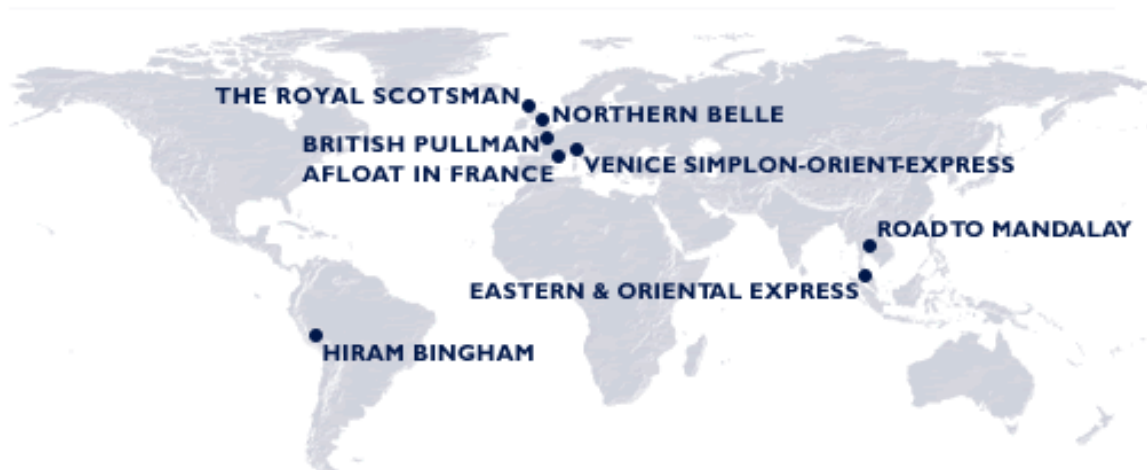 THE ROYAL SCOTSMAN
NORTHERN BELLE
BRITISH PULLMAN
AFLOAT IN FRANCE
VENICE SIMPLON-ORIENT-EXPRESS
ROAD TO MANDALAY
EASTERN & ORIENTAL EXPRESS
HIRAM BINGHAM